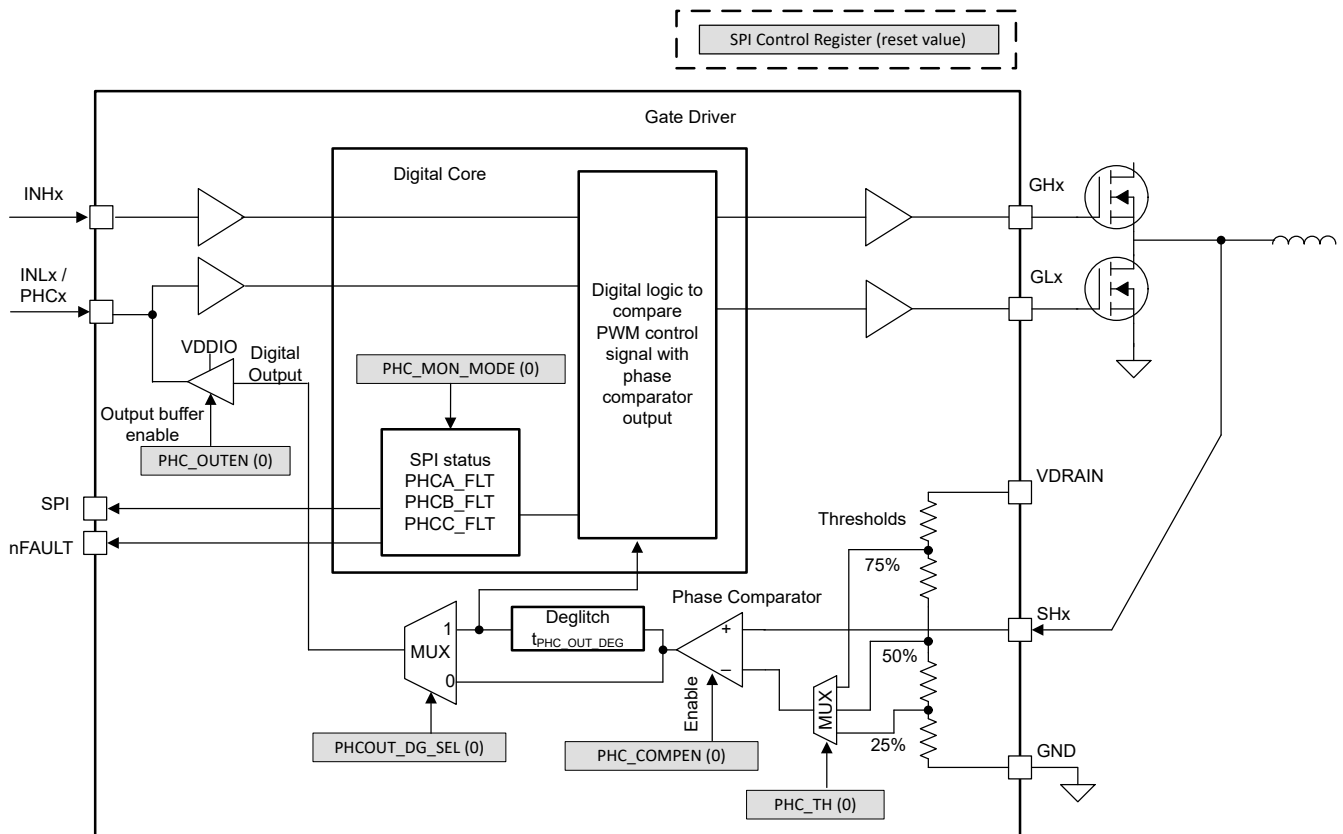 SPI Control Register (reset value)
Gate Driver
Digital Core
INHx
GHx
INLx /
PHCx
GLx
Digital logic to
compare
PWM control
signal with
phase
comparator
output
VDDIO
Digital
Output
PHC_MON_MODE (0)
Output buffer
enable
PHC_OUTEN (0)
SPI status
PHCA_FLT
PHCB_FLT
PHCC_FLT
SPI
nFAULT
VDRAIN
Thresholds
75%
Phase Comparator
Deglitch
tPHC_OUT_DEG
1
MUX
0
+
–
SHx
50%
Enable
MUX
25%
PHCOUT_DG_SEL (0)
PHC_COMPEN (0)
GND
PHC_TH (0)